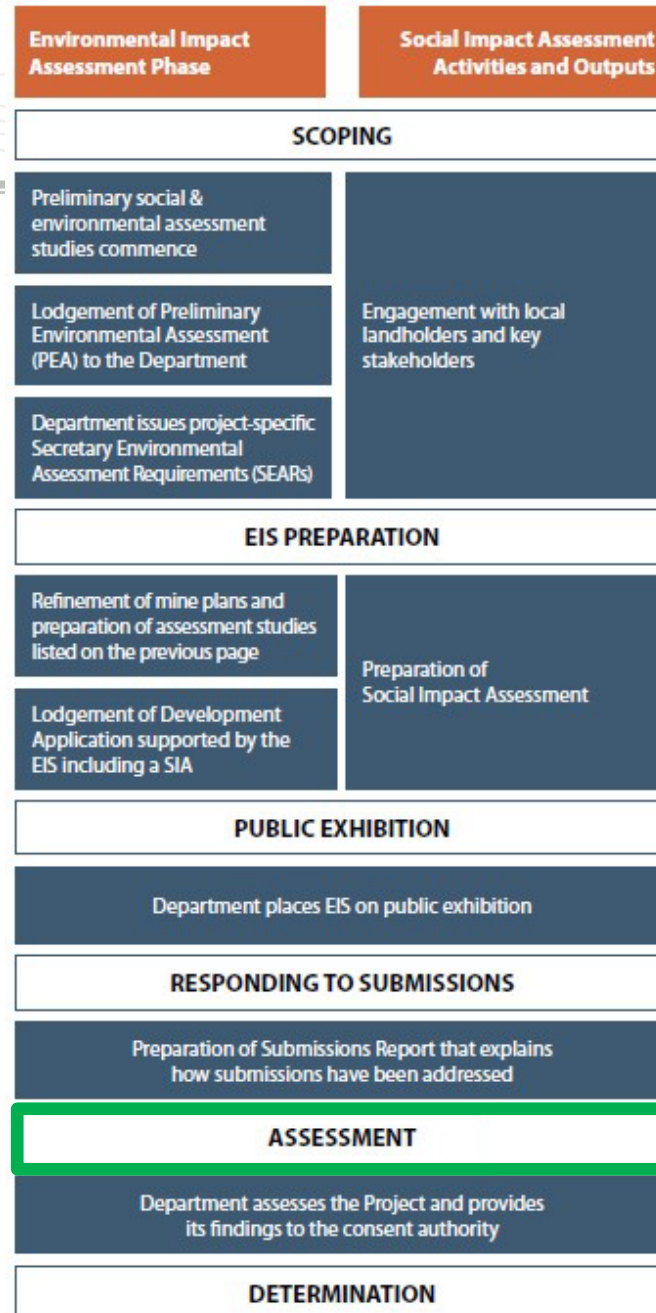 Environmental Impact
Assessment Phase
Social Impact Assessment
Activities and Outputs
SCOPING
Preliminary social &
environmental assessment
studies commence
Lodgement of Preliminary
Environmental Assessment
(PEA) to the Department
Department issues project-specific
Secretary Environmental
Assessment Requirements (SEARs)
Engagement with local
landholders and key
stakeholders
EIS PREPARATION
Refinement of mine plans and
preparation of assessment studies
listed on the previous page
Lodgement of Development
Application supported by the
EIS including a SIA
Preparation of
Social Impact Assessment
PUBLIC EXHIBITION
Department places EIS on public exhibition
RESPONDING TO SUBMISSIONS
Preparation of Submissions Report that explains
how submissions have been addressed
ASSESSMENT
Department assesses the Project and provides
its findings to the consent authority
DETERMINATION